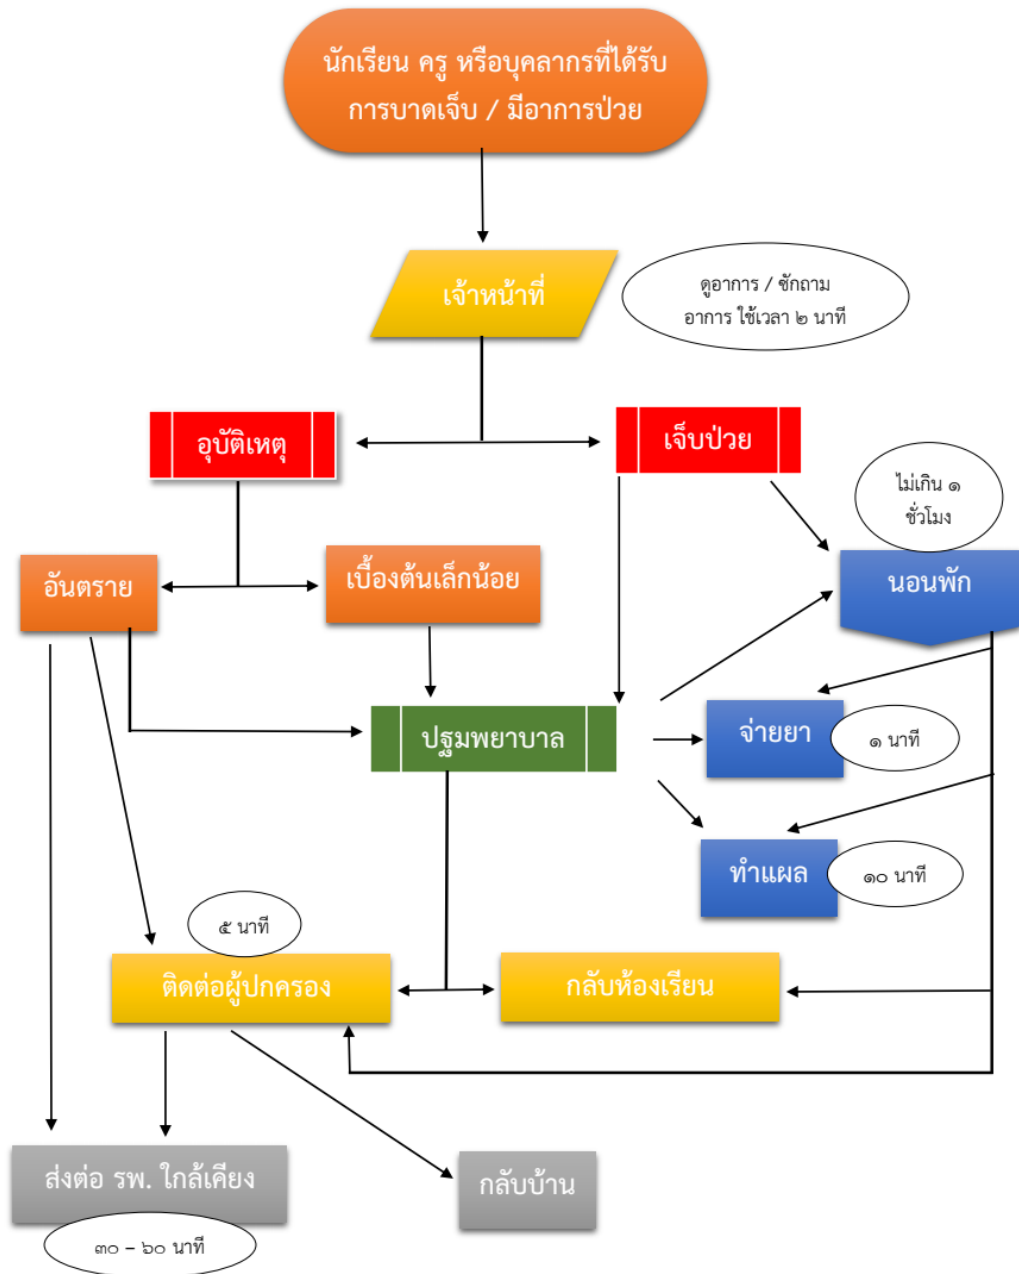 นักเรียน ครู หรือบุคลากรที่ได้รับ
การบาดเจ็บ / มีอาการป่วย
เจ้าหน้าที่
ดูอาการ / ซักถาม
อาการ ใช้เวลา ๒ นาที
อุบัติเหตุ
เจ็บป่วย
ไม่เกิน ๑
ชั่วโมง
อันตราย
เบื้องต้นเล็กน้อย
นอนพัก
ปฐมพยาบาล
จ่ายยา
๑ นาที
ทำแผล
๑๐ นาที
๕ นาที
ติดต่อผู้ปกครอง
กลับห้องเรียน
ส่งต่อ รพ. ใกล้เคียง
กลับบ้าน
๓๐ – ๖๐ นาที